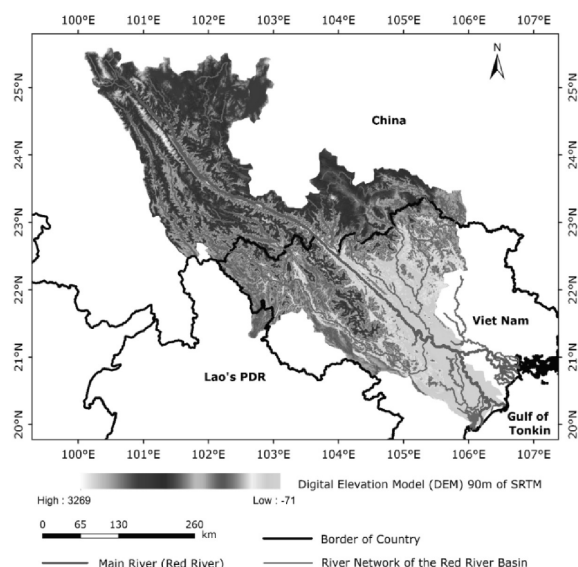 100°E 101°E 102°E 103°E 104°E 105°E 106°E 107°E
N
25°N 25°N
China
24°N 24°N
23°N 23°N
22°N 22°N
Viet Nam
21°N 21°N
Lao's PDR
Gulf of
Tonkin
20°N 20°N
100°E 101°E 102°E 103°E 104°E 105°E 106°E 107°E
Digital Elevation Model (DEM) 90m of SRTM
High : 3269 Low : -71
0 65 130 260
km
Border of Country
Main River (Red River) River Network of the Red River Basin